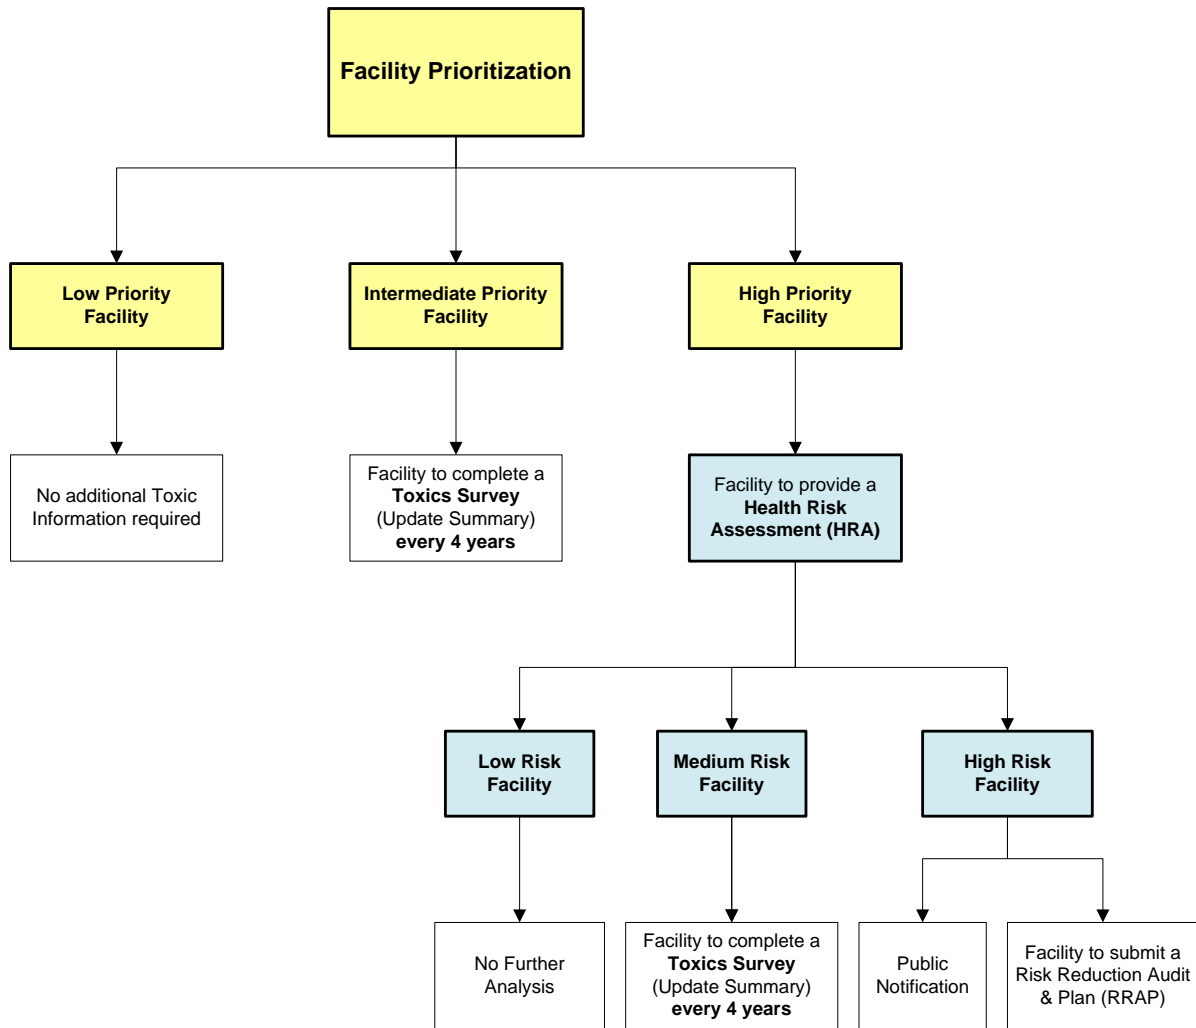 Facility Prioritization
Low Priority
Facility
Intermediate Priority
Facility
High Priority
Facility
No additional Toxic
Information required
Facility to complete a
Toxics Survey
(Update Summary)
every 4 years
Facility to provide a
Health Risk
Assessment (HRA)
Low Risk
Facility
Medium Risk
Facility
High Risk
Facility
No Further
Analysis
Facility to complete a
Toxics Survey
(Update Summary)
every 4 years
Public
Notification
Facility to submit a
Risk Reduction Audit
& Plan (RRAP)